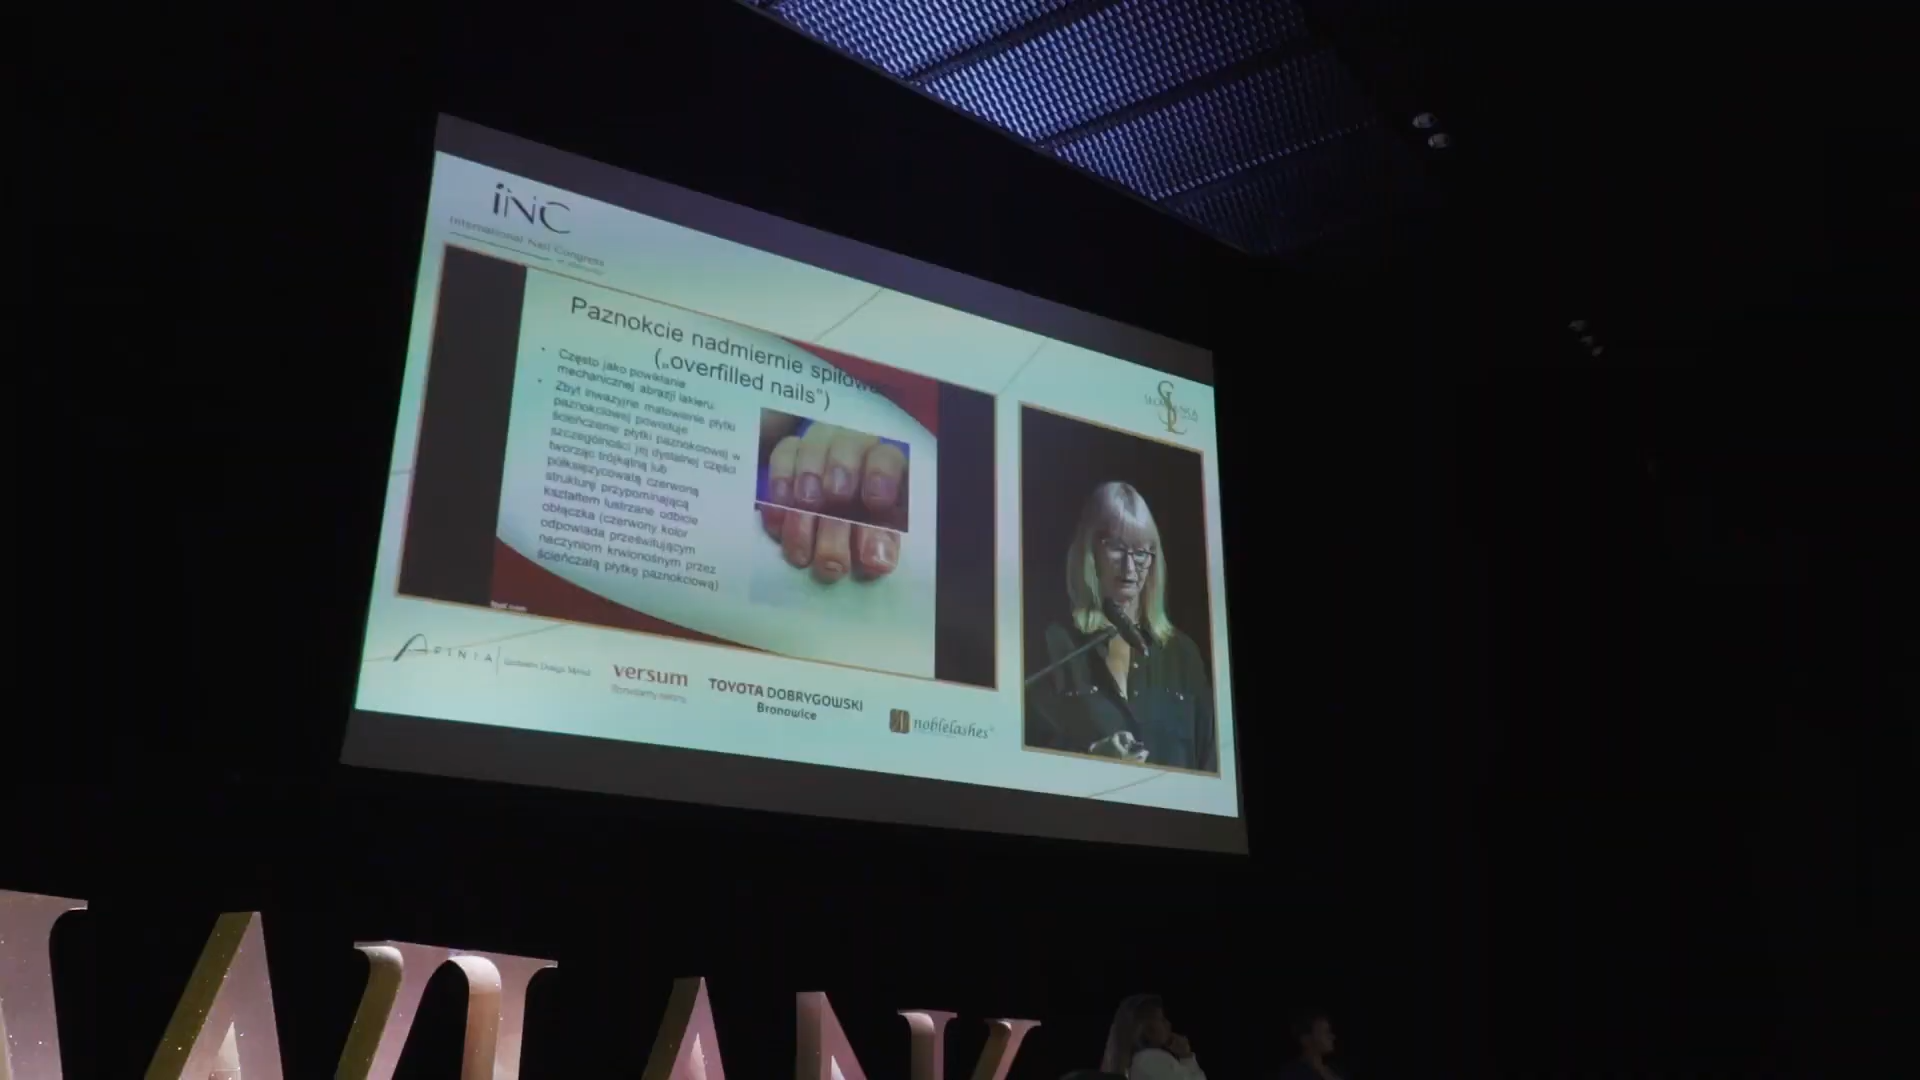 iNC
International Nail Congress
Paznokcie nadmiernie spiłow
(„overfilled nails”)
• Często jako powikłanie
mechanicznej abrazji lakieru.
• Zbyt inwazyjne matowienie płytki
paznokciowej powoduje
ścieńczenie płytki paznokciowej w
szczególności jej dystalnej części
tworząc trójkątną lub
półksiężycowatą czerwoną
strukturę przypominającą
kształtem lustrzane odbicie
obłączka (czerwony kolor
odpowiada prześwitującym
naczyniom krwionośnym przez
ścieńczałą płytkę paznokciową)
AFINIA
versum
TOYOTA DOBRYGOWSKI
Bronowice
noblelashes